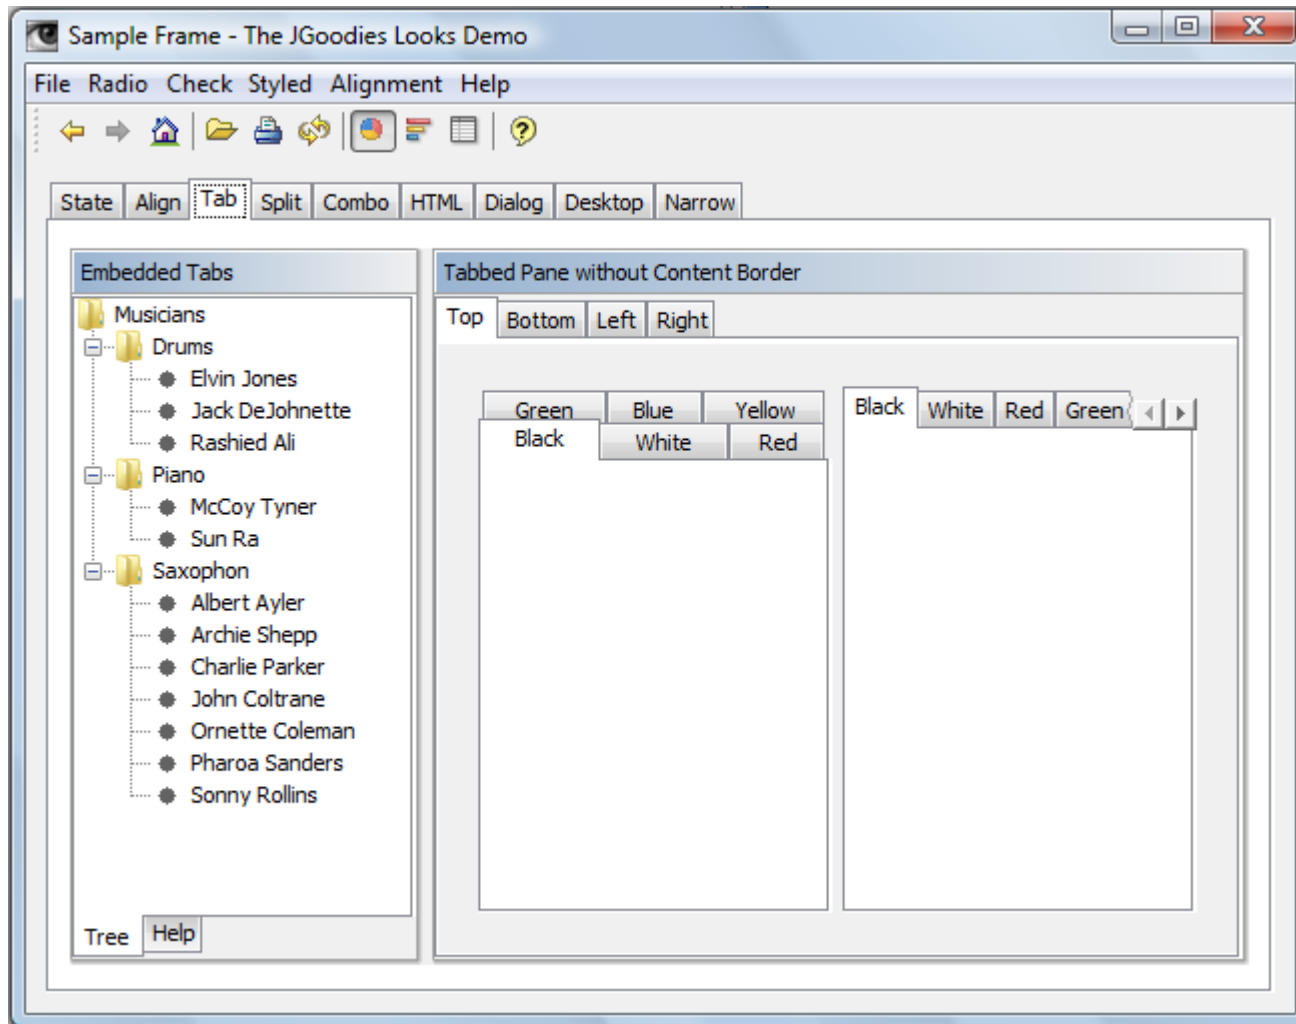 Sample Frame - The JGoodies Looks Demo
File Radio Check Styled Alignment Help
State Align Tab Split Combo HTML Dialog Desktop Narrow
Embedded Tabs
Musicians
Drums
Elvin Jones
Jack DeJohnette
Rashied Ali
Piano
McCoy Tyner
Sun Ra
Saxophon
Albert Ayler
Archie Shepp
Charlie Parker
John Coltrane
Ornette Coleman
Pharoa Sanders
Sonny Rollins
Tree Help
Tabbed Pane without Content Border
Top Bottom Left Right
Green Blue Yellow
Black White Red
Black White Red Green